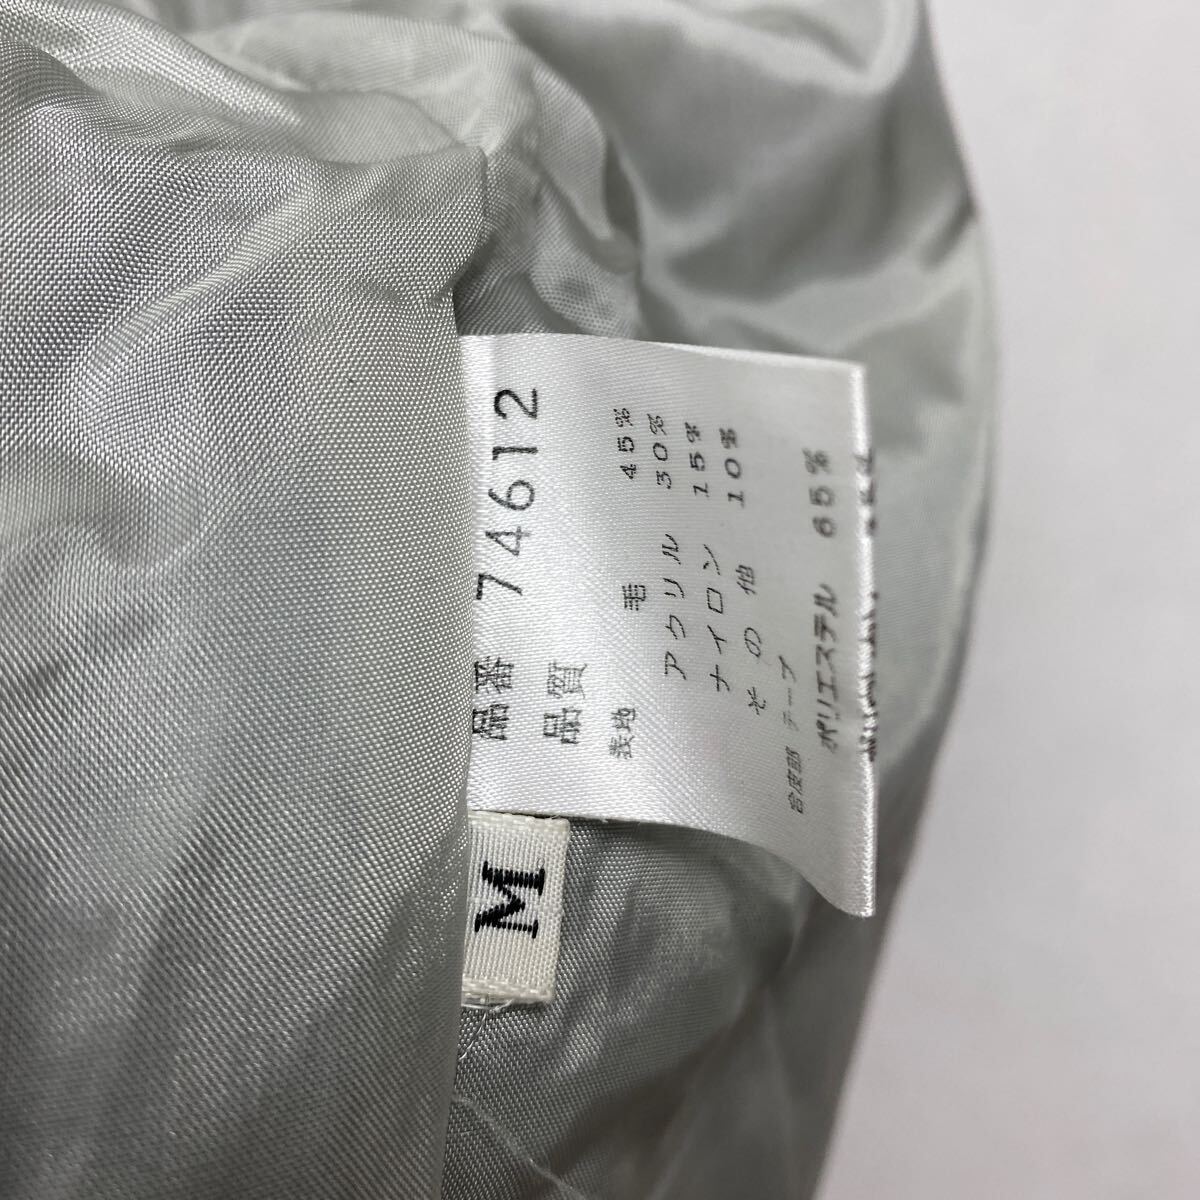 品番 74612
品質
表地 毛 45%
アクリル 30%
ナイロン 15%
その他 10%
合皮部 テープ
ポリエステル 65%
M